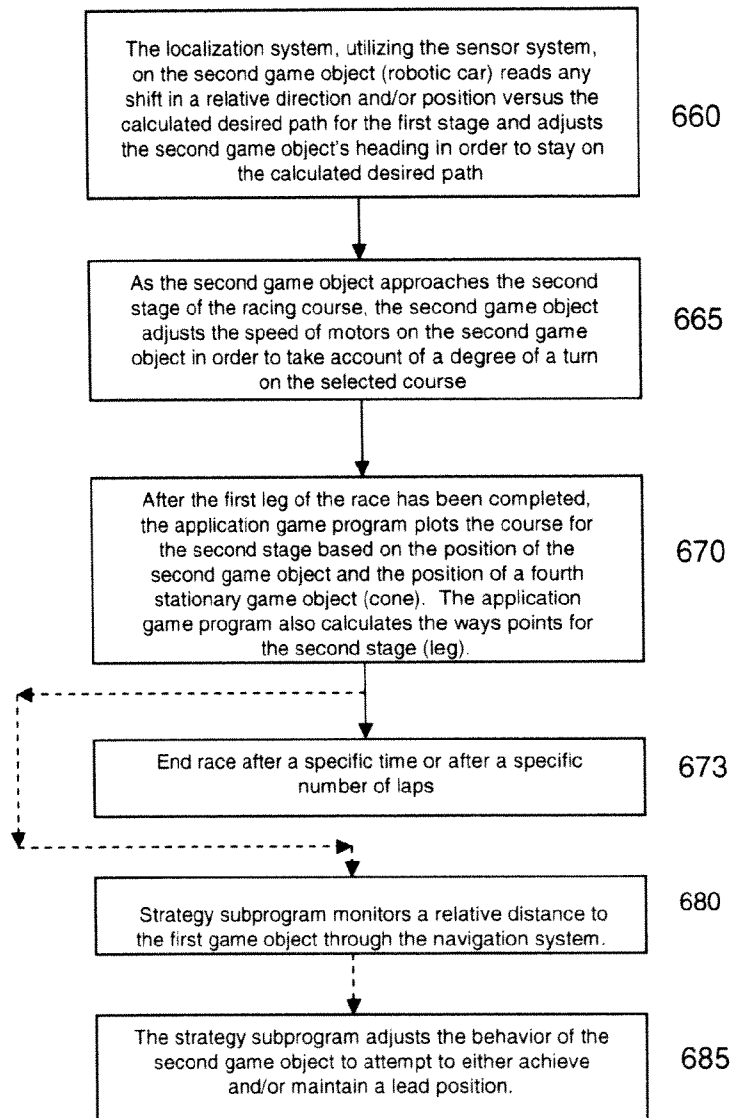 The localization system, utilizing the sensor system,
on the second game object (robotic car) reads any
shift in a relative direction and/or position versus the
calculated desired path for the first stage and adjusts
the second game object's heading in order to stay on
the calculated desired path
660
As the second game object approaches the second
stage of the racing course, the second game object
adjusts the speed of motors on the second game
object in order to take account of a degree of a turn
on the selected course
665
After the first leg of the race has been completed,
the application game program plots the course for
the second stage based on the position of the
second game object and the position of a fourth
stationary game object (cone).  The application
game program also calculates the ways points for
the second stage (leg).
670
End race after a specific time or after a specific
number of laps
673
Strategy subprogram monitors a relative distance to
the first game object through the navigation system.
680
The strategy subprogram adjusts the behavior of the
second game object to attempt to either achieve
and/or maintain a lead position.
685